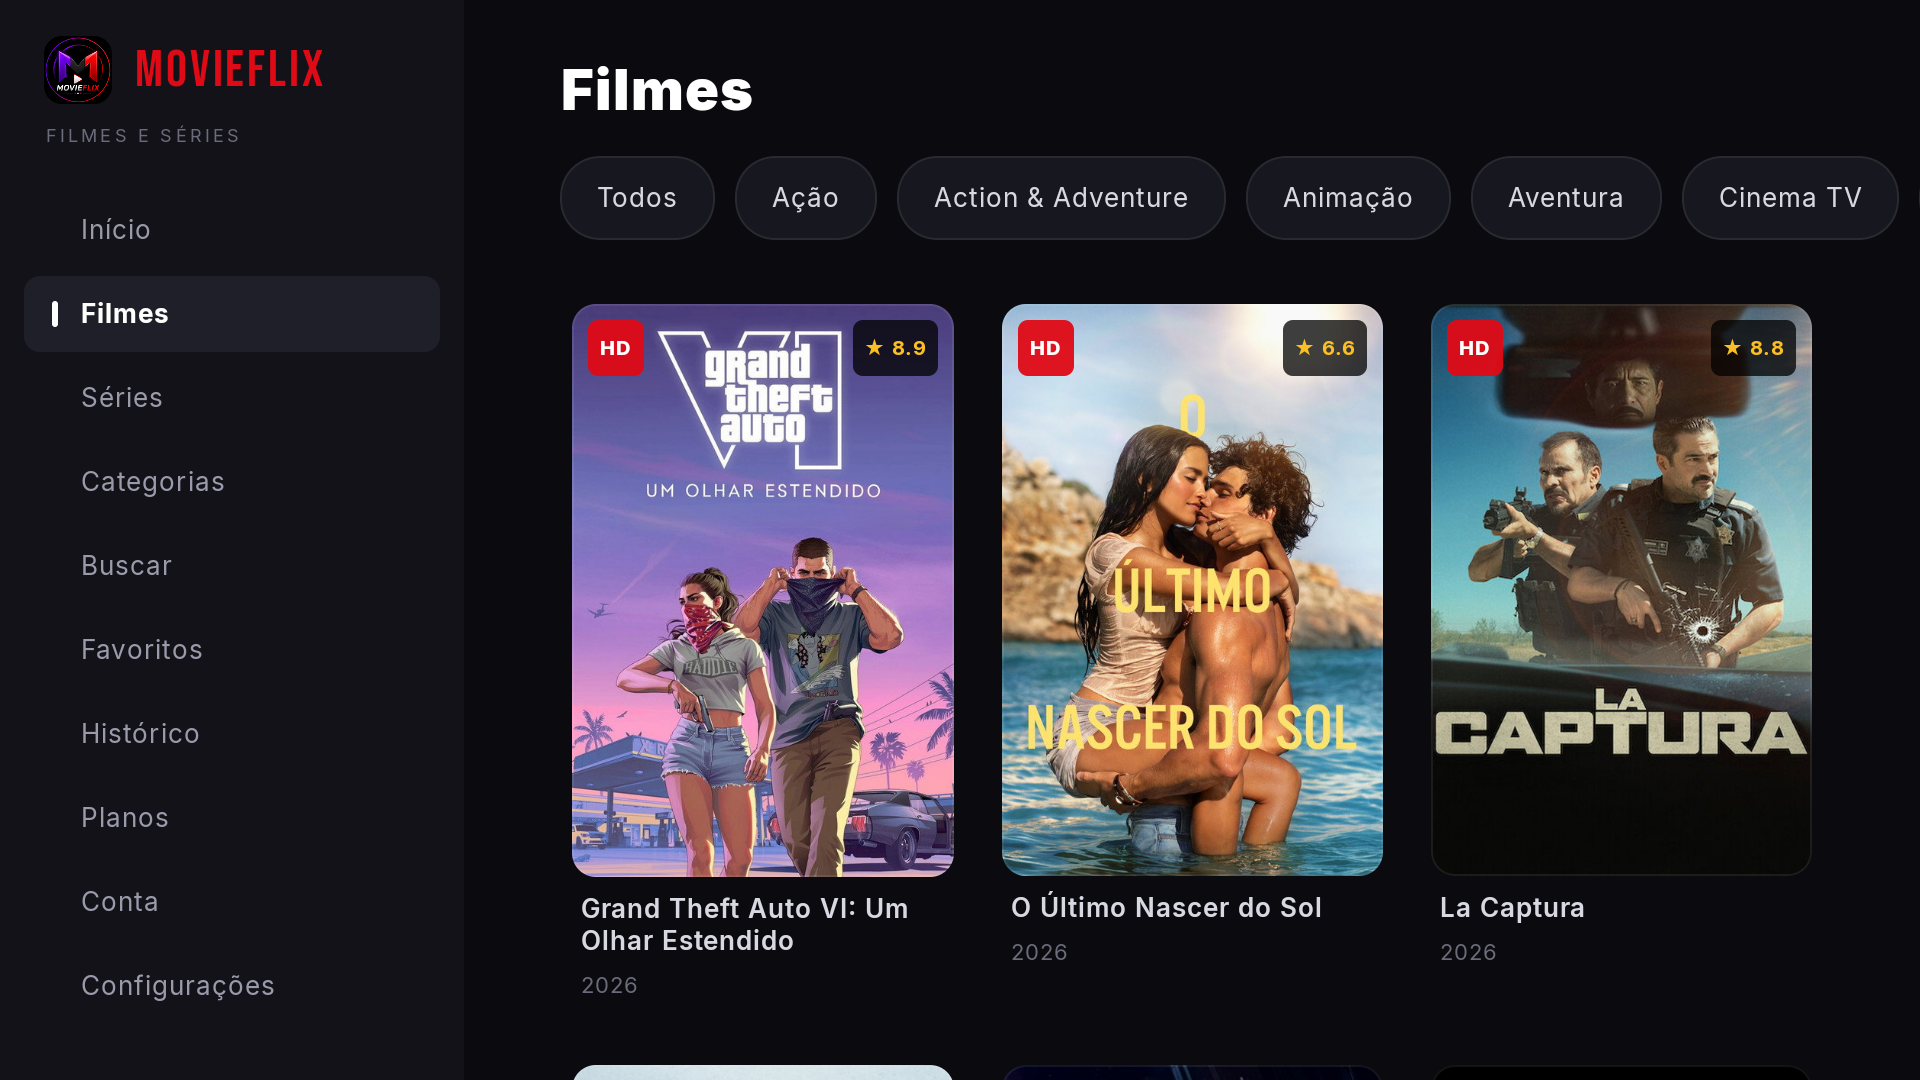 MOVIEFLIX
MOVIEFLIX
FILMES E SÉRIES
Início
Filmes
Séries
Categorias
Buscar
Favoritos
Histórico
Planos
Conta
Configurações
Filmes
Todos
Ação
Action & Adventure
Animação
Aventura
Cinema TV
HD
★ 8.9
VI
grand
theft
auto
UM OLHAR ESTENDIDO
Grand Theft Auto VI: Um
Olhar Estendido
2026
HD
★ 6.6
O
ÚLTIMO
NASCER DO SOL
O Último Nascer do Sol
2026
HD
★ 8.8
LA
CAPTURA
La Captura
2026